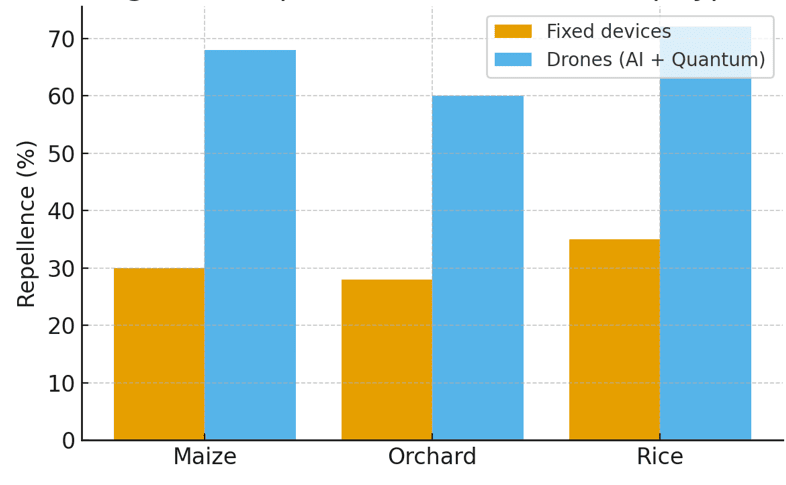 Fixed devices
Drones (AI + Quantum)
Repellence (%)
70
60
50
40
30
20
10
0
Maize Orchard Rice